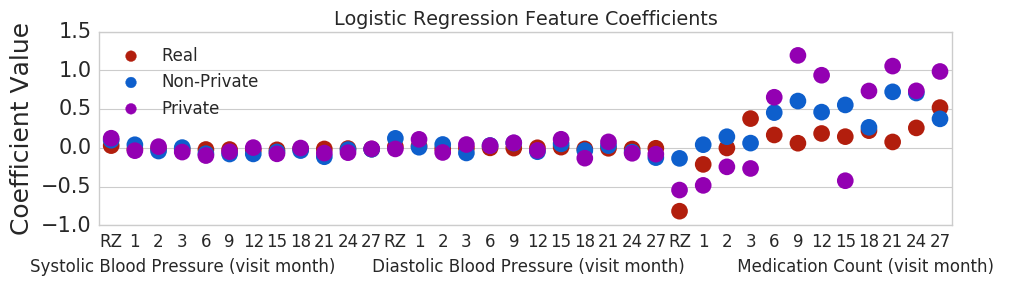 Logistic Regression Feature Coefficients
Coefficient Value
1.5
1.0
0.5
0.0
−0.5
−1.0
Real
Non-Private
Private
RZ 1 2 3 6 9 12 15 18 21 24 27 RZ 1 2 3 6 9 12 15 18 21 24 27 RZ 1 2 3 6 9 12 15 18 21 24 27
Systolic Blood Pressure (visit month) Diastolic Blood Pressure (visit month) Medication Count (visit month)